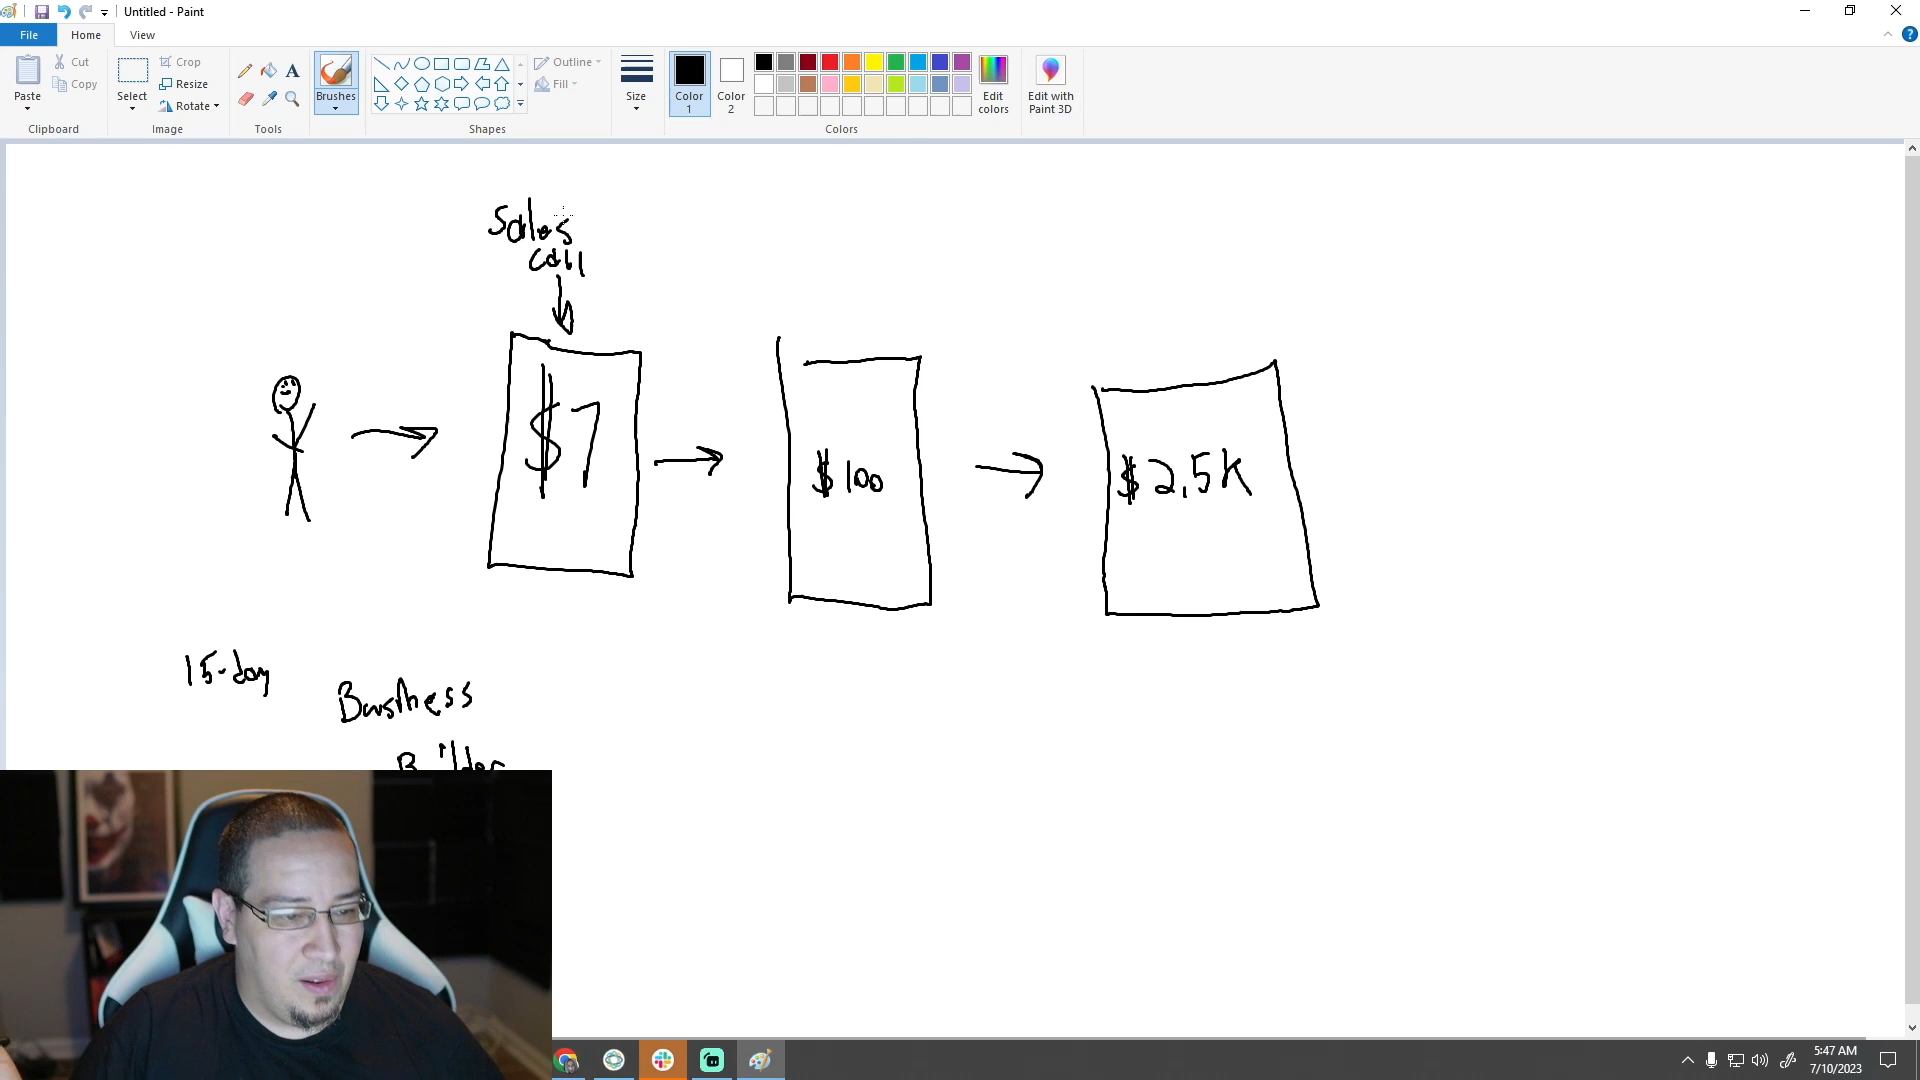 Untitled - Paint
File
Home
View
Paste
Cut
Copy
Clipboard
Select
Crop
Resize
Rotate
Image
A
Tools
Brushes
Outline
Fill
Shapes
Size
Color 1
Color 2
Edit colors
Edit with Paint 3D
Colors
?
Sales
Call
$7
$100
$2.5K
15-day
Business
Builder
5:47 AM
7/10/2023